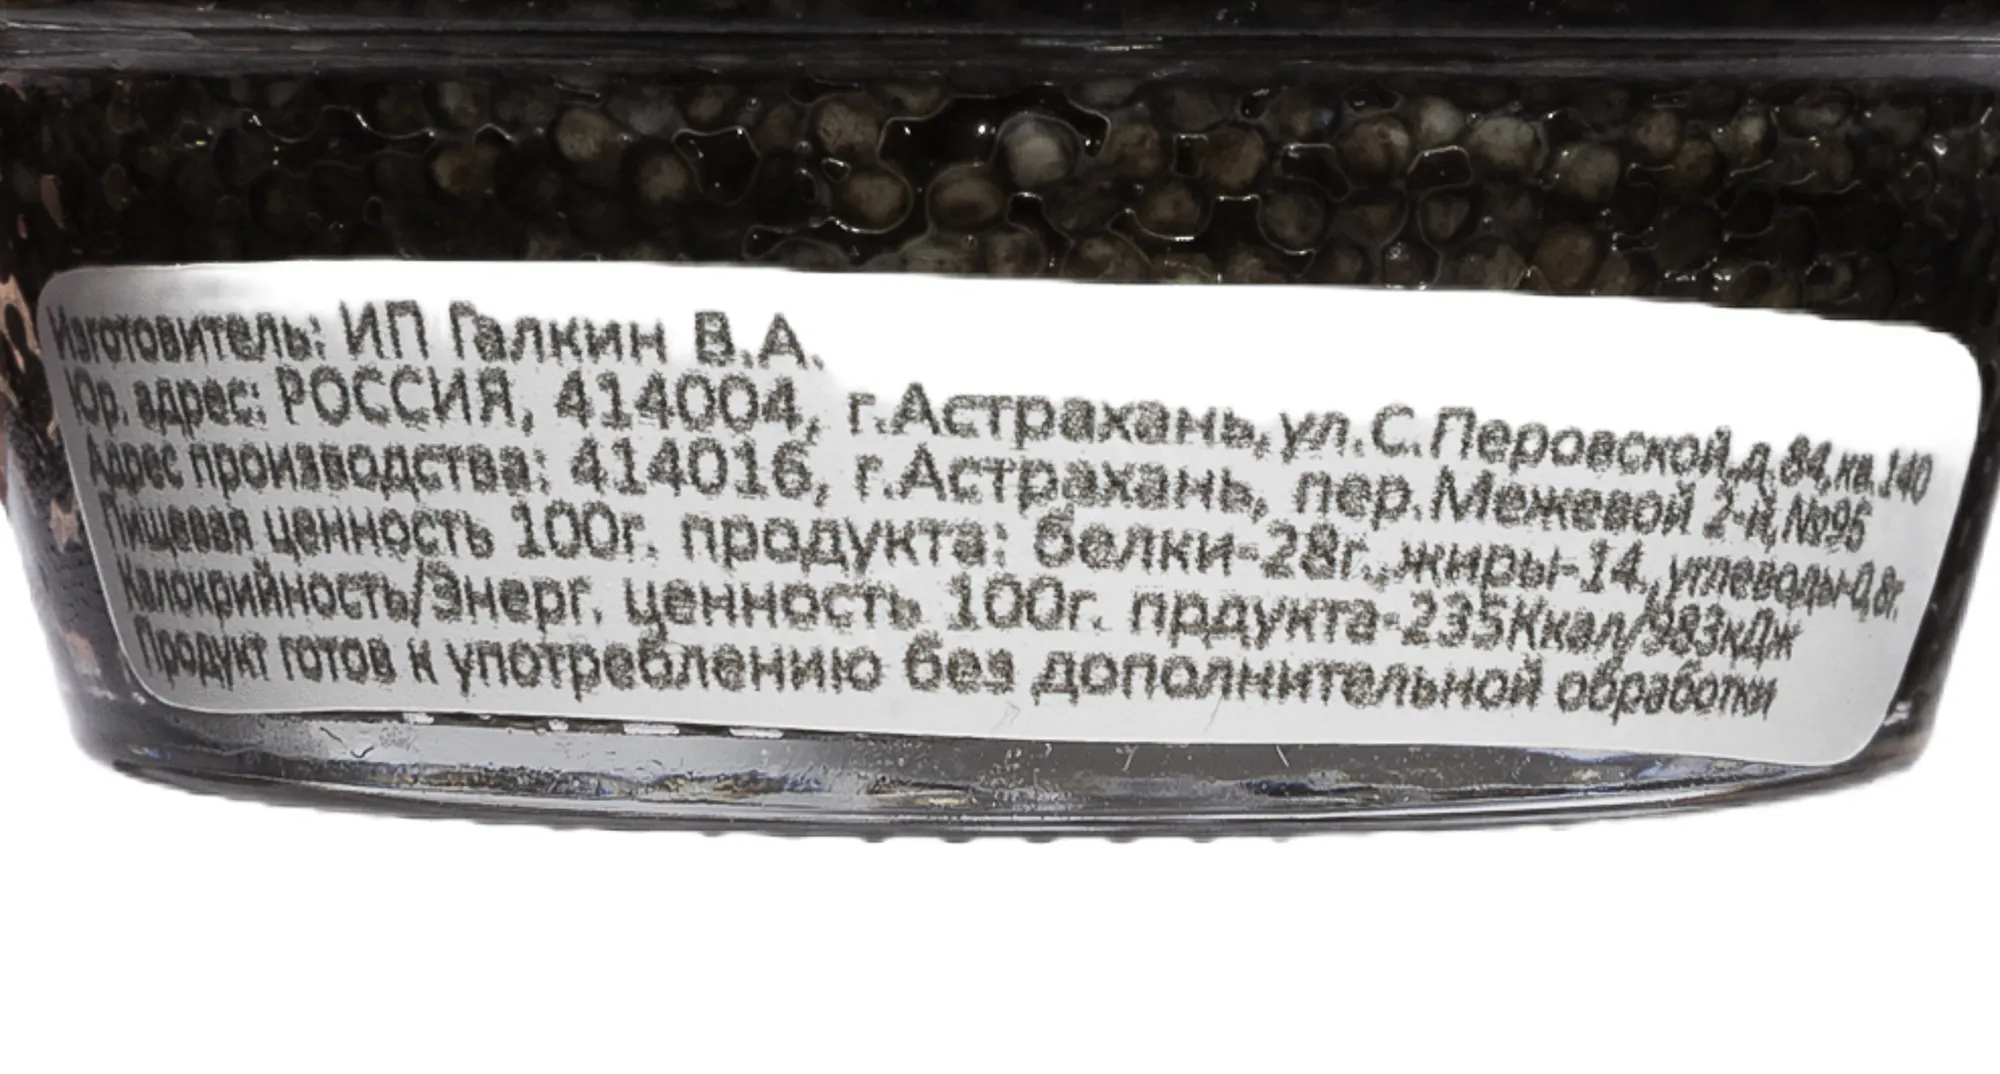 Изготовитель: ИП Галкин В.А.
Юр. адрес: РОССИЯ, 414004, г.Астрахань,ул.С.Перовской,д.84,кв.140
Адрес производства: 414016, г.Астрахань, пер.Межевой 2-й,№95
Пищевая ценность 100г. продукта: белки-28г.,жиры-14, углеводы-0,8г.
Калокрийность/Энерг. ценность 100г. прдукта-235Ккал/983кДж
Продукт готов к употреблению без дополнительной обработки